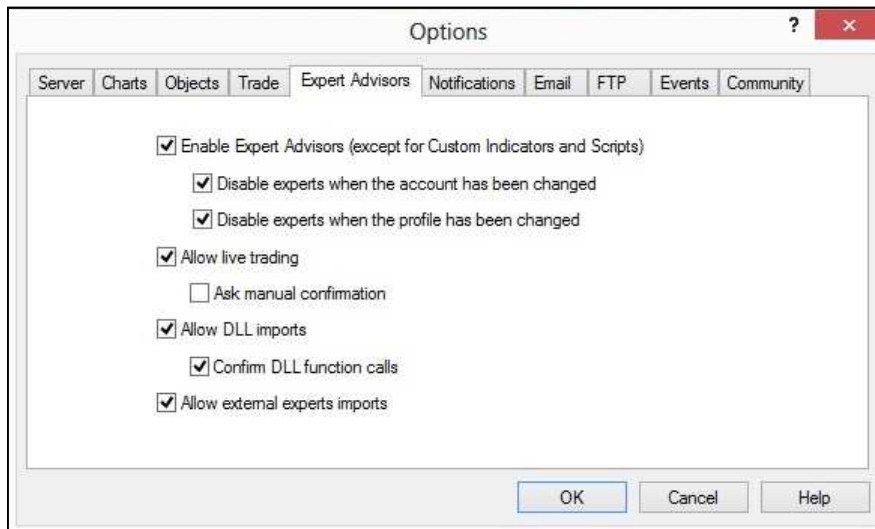 Options
?
Server Charts Objects Trade Expert Advisors Notifications Email FTP Events Community
Enable Expert Advisors (except for Custom Indicators and Scripts)
Disable experts when the account has been changed
Disable experts when the profile has been changed
Allow live trading
Ask manual confirmation
Allow DLL imports
Confirm DLL function calls
Allow external experts imports
OK Cancel Help